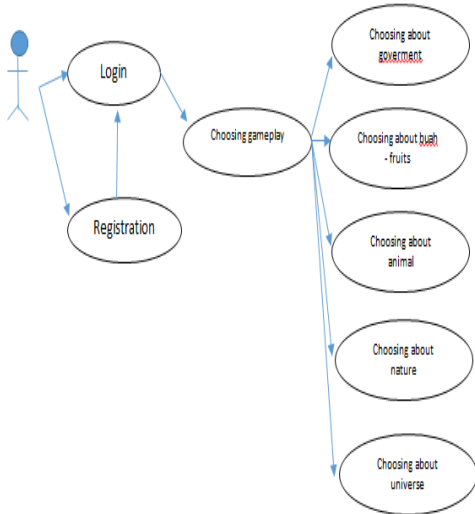 Login
Registration
Choosing gameplay
Choosing about
goverment
Choosing about buah
- fruits
Choosing about
animal
Choosing about
nature
Choosing about
universe